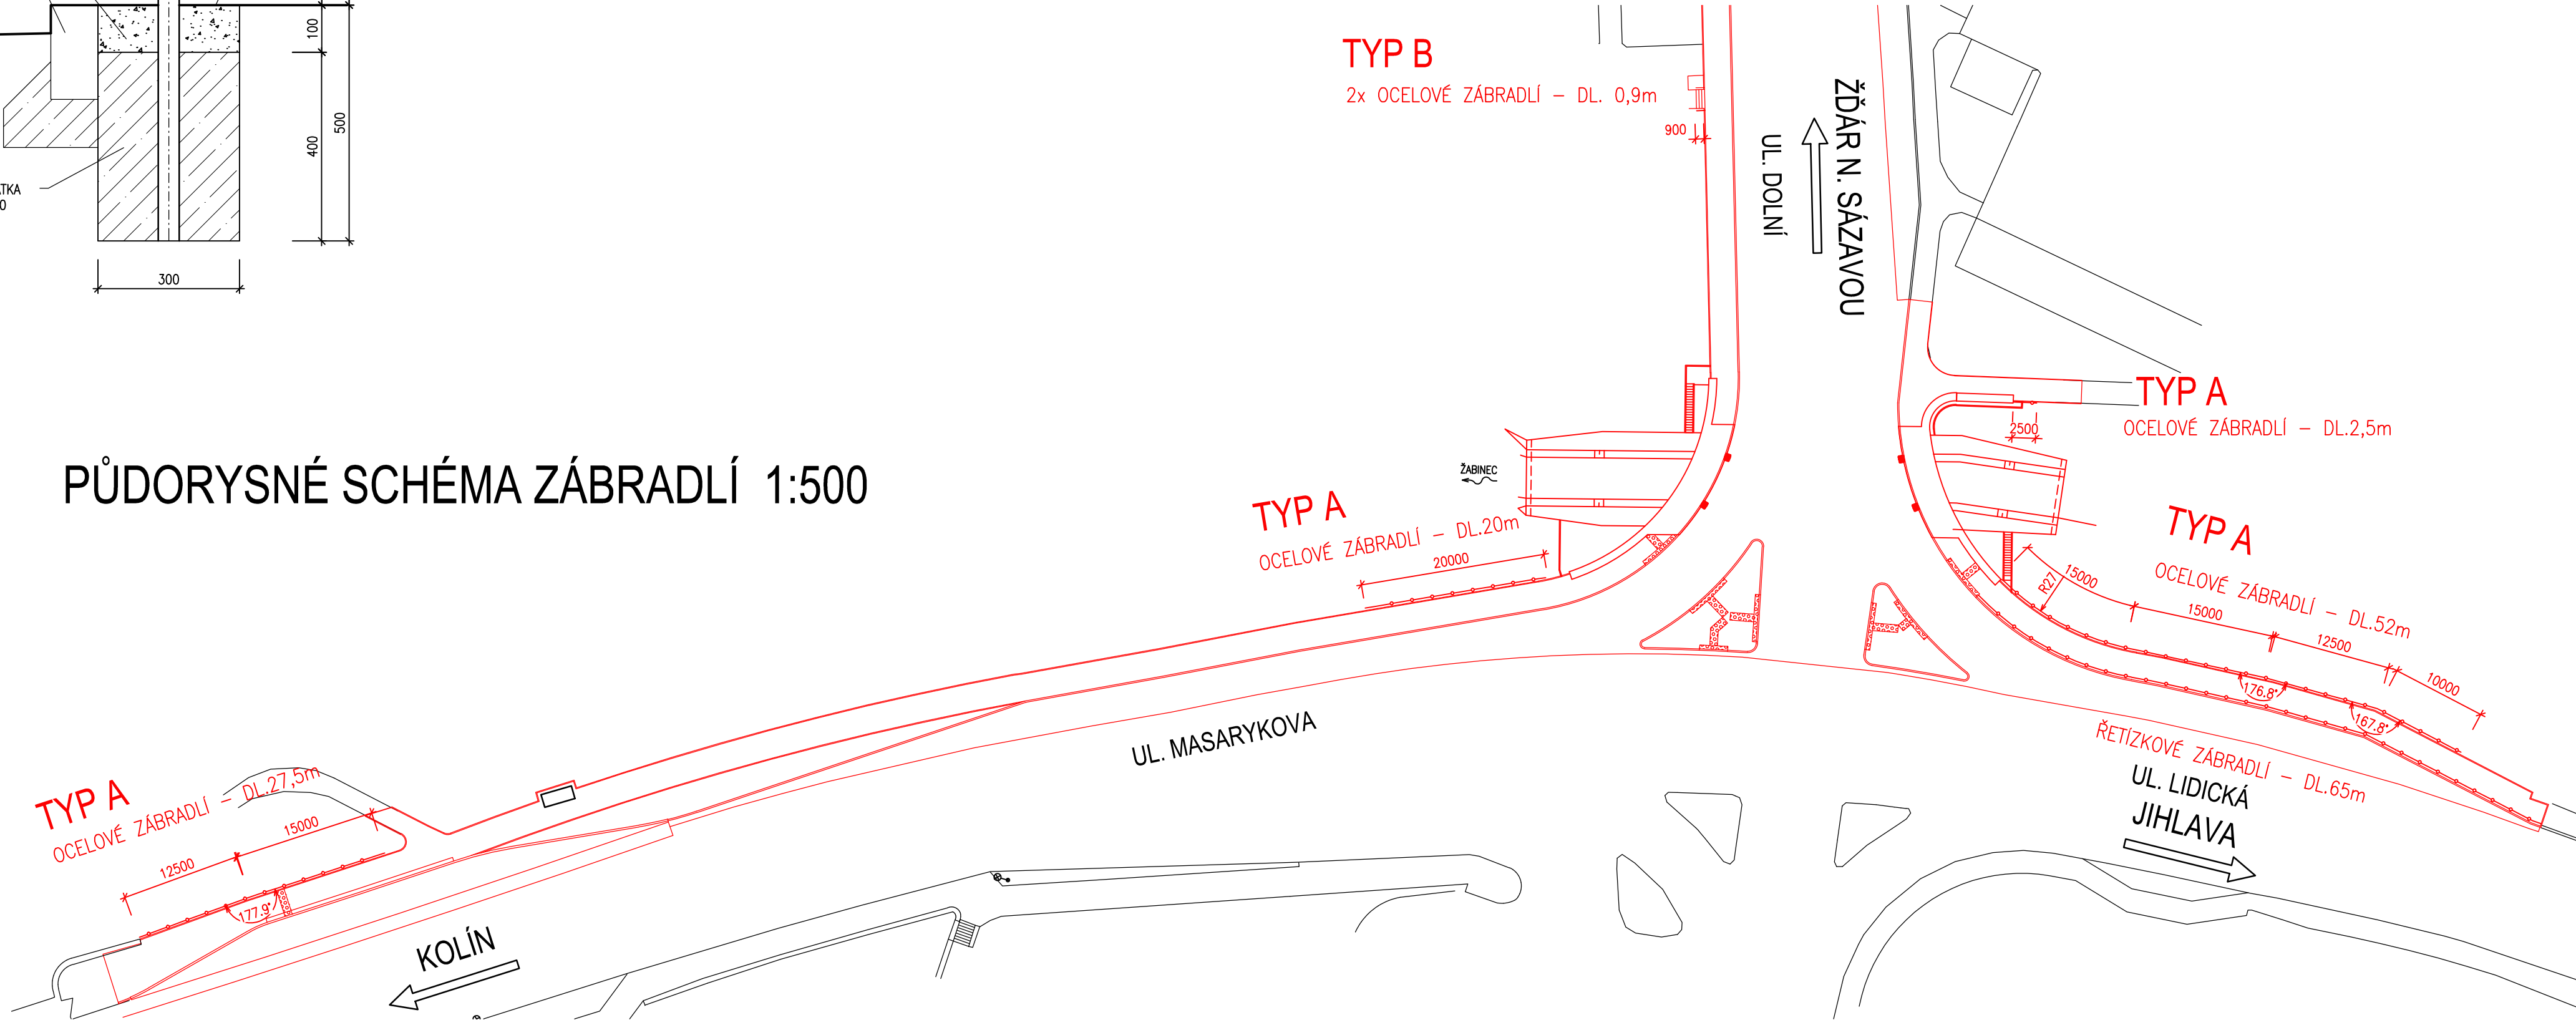 100
400
500
300
TYP B
2x OCELOVÉ ZÁBRADLÍ – DL. 0,9m
900
UL. DOLNÍ
ŽĎÁR N. SÁZAVOU
PŮDORYSNÉ SCHÉMA ZÁBRADLÍ 1:500
ŽABINEC
TYP A
OCELOVÉ ZÁBRADLÍ – DL.2,5m
2500
TYP A
OCELOVÉ ZÁBRADLÍ – DL.20m
20000
TYP A
OCELOVÉ ZÁBRADLÍ – DL.52m
R27
15000
15000
12500
10000
176.8°
167.8°
ŘETÍZKOVÉ ZÁBRADLÍ – DL.65m
UL. MASARYKOVA
UL. LIDICKÁ
JIHLAVA
TYP A
OCELOVÉ ZÁBRADLÍ – DL.27,5m
12500
15000
177.9°
KOLÍN